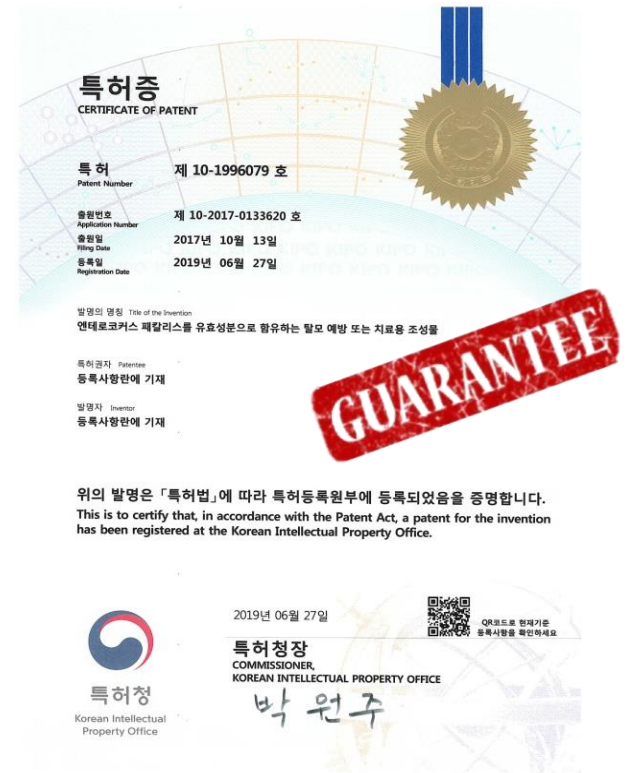 특허증
CERTIFICATE OF PATENT
특 허 제 10-1996079 호
Patent Number
출원번호 제 10-2017-0133620 호
Application Number
출원일 2017년 10월 13일
Filing Date
등록일 2019년 06월 27일
Registration Date
발명의 명칭 Title of the Invention
엔테로코커스 패칼리스를 유효성분으로 함유하는 탈모 예방 또는 치료용 조성물
특허권자 Patentee
등록사항란에 기재
발명자 Inventor
등록사항란에 기재
GUARANTEE
위의 발명은 「특허법」에 따라 특허등록원부에 등록되었음을 증명합니다.
This is to certify that, in accordance with the Patent Act, a patent for the invention
has been registered at the Korean Intellectual Property Office.
2019년 06월 27일
QR코드로 현재기준
등록사항을 확인하세요
특허청장
COMMISSIONER,
KOREAN INTELLECTUAL PROPERTY OFFICE
박원주
특허청
Korean Intellectual
Property Office